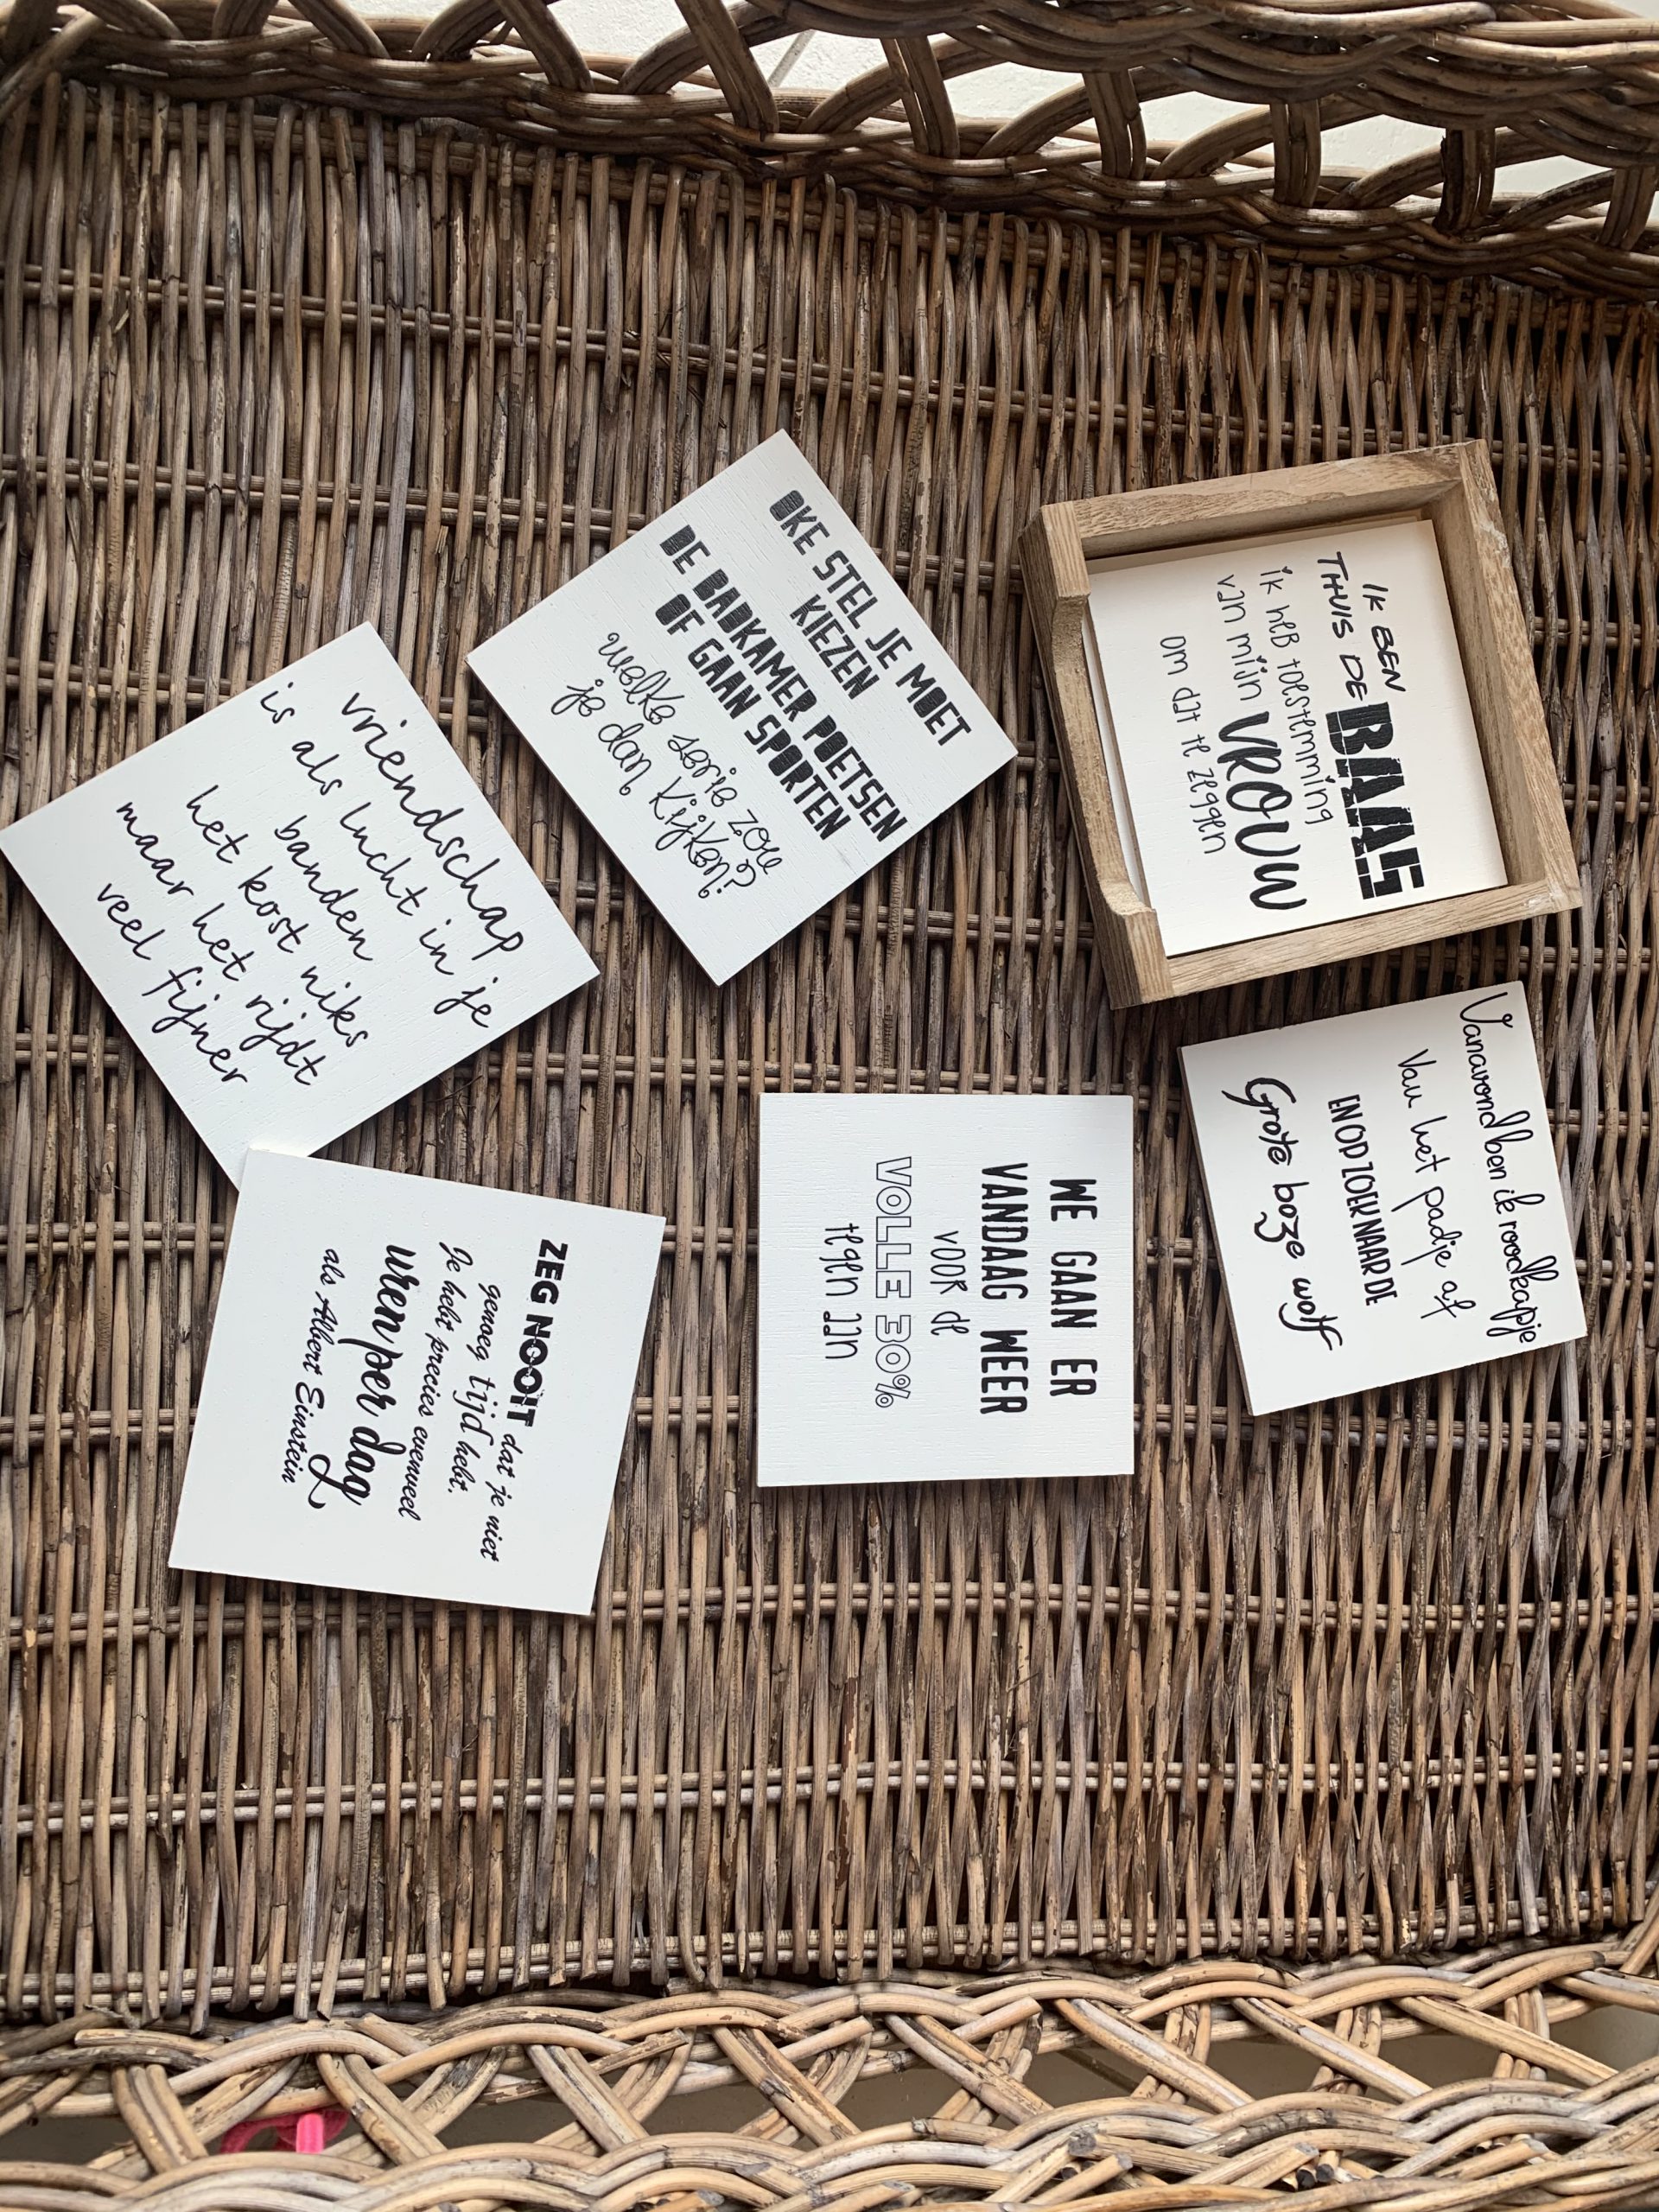 vriendschap
is als lucht in je
banden
het kost niks
maar het rijdt
veel fijner
OKE STEL JE MOET
KIEZEN
DE BADKAMER POETSEN
OF GAAN SPORTEN
welke serie zou
je dan kijken?
IK BEN
THUIS DE BAAS
ik heb toestemming
van mijn VROUW
om dat te zeggen
Vanavond ben ik roodkapje
Van het padje af
EN OP ZOEK NAAR DE
Grote boze wolf
WE GAAN ER
VANDAAG WEER
VOOR de
VOLLE 30%
tegen aan
ZEG NOOIT dat je niet
genoeg tijd hebt.
Je hebt precies evenveel
uren per dag
als Albert Einstein